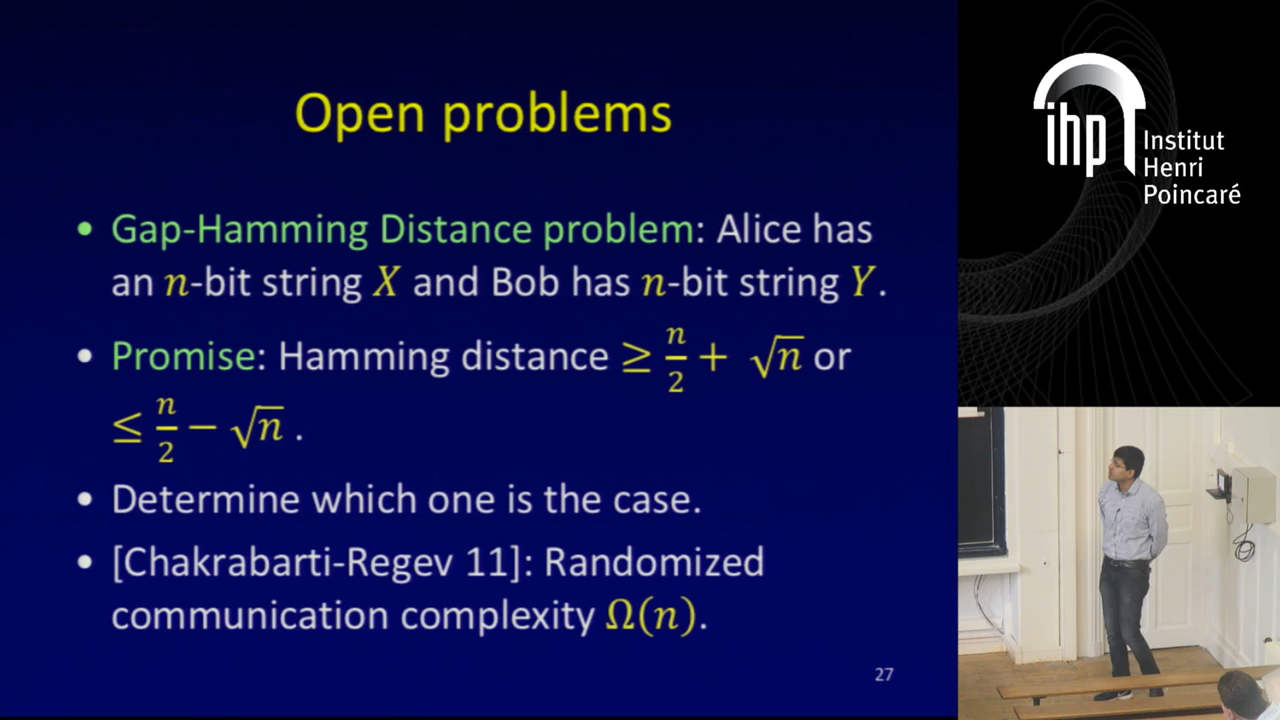 Open problems
• Gap-Hamming Distance problem: Alice has
an n-bit string X and Bob has n-bit string Y.
• Promise: Hamming distance ≥ n/2 + √n or
≤ n/2 − √n .
• Determine which one is the case.
• [Chakrabarti-Regev 11]: Randomized
communication complexity Ω(n).
27
ihp Institut
Henri
Poincaré